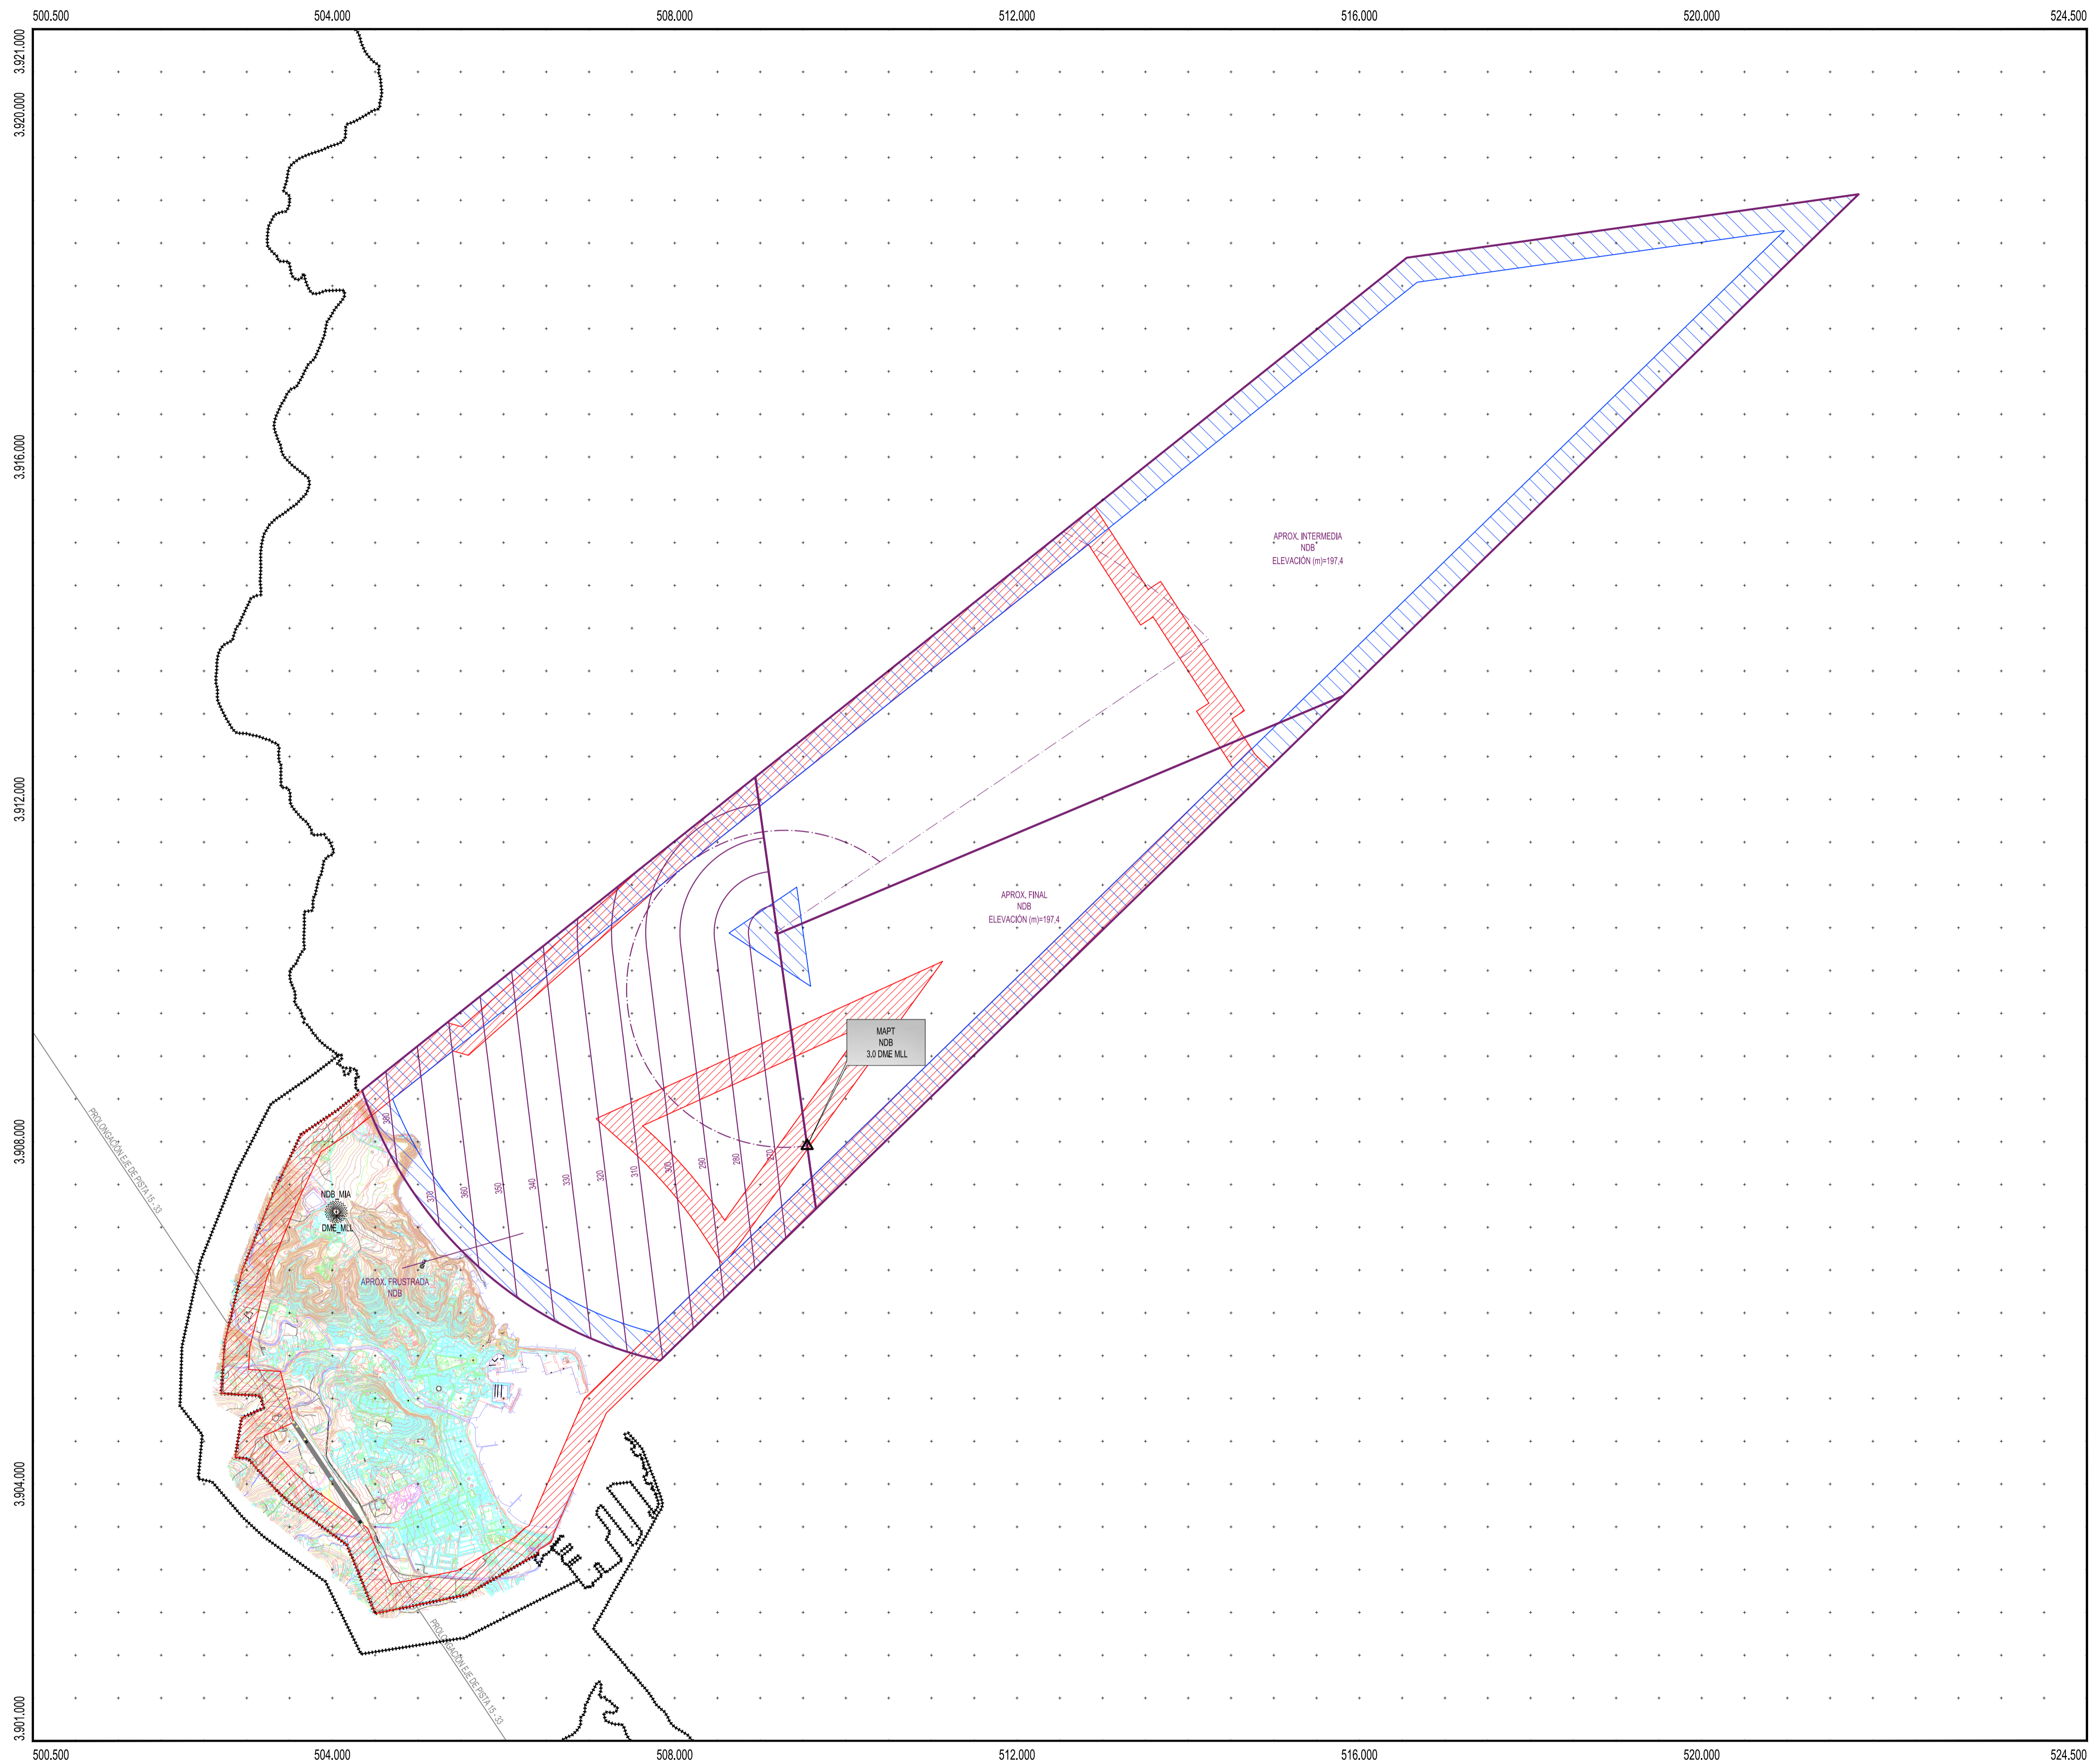 500.500
504.000
508.000
512.000
516.000
520.000
524.500
3.921.000
3.920.000
3.916.000
3.912.000
3.908.000
3.904.000
3.901.000
APROX. INTERMEDIA
NDB
ELEVACIÓN (m)=197,4
APROX. FINAL
NDB
ELEVACIÓN (m)=197,4
MAPT
NDB
3.0 DME MLL
PROLONGACIÓN EJE DE PISTA 15 - 33
380
370
360
350
340
330
320
310
300
290
280
270
NDB_MIA
DME_MLL
APROX. FRUSTRADA
NDB
PROLONGACIÓN EJE DE PISTA 15 - 33
500.500
504.000
508.000
512.000
516.000
520.000
524.500